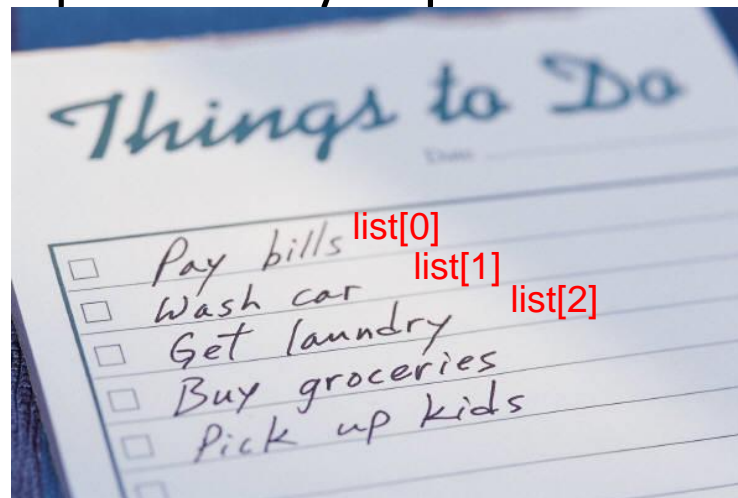 Things to Do
Date
Pay bills list[0]
Wash car list[1]
Get laundry list[2]
Buy groceries
Pick up kids